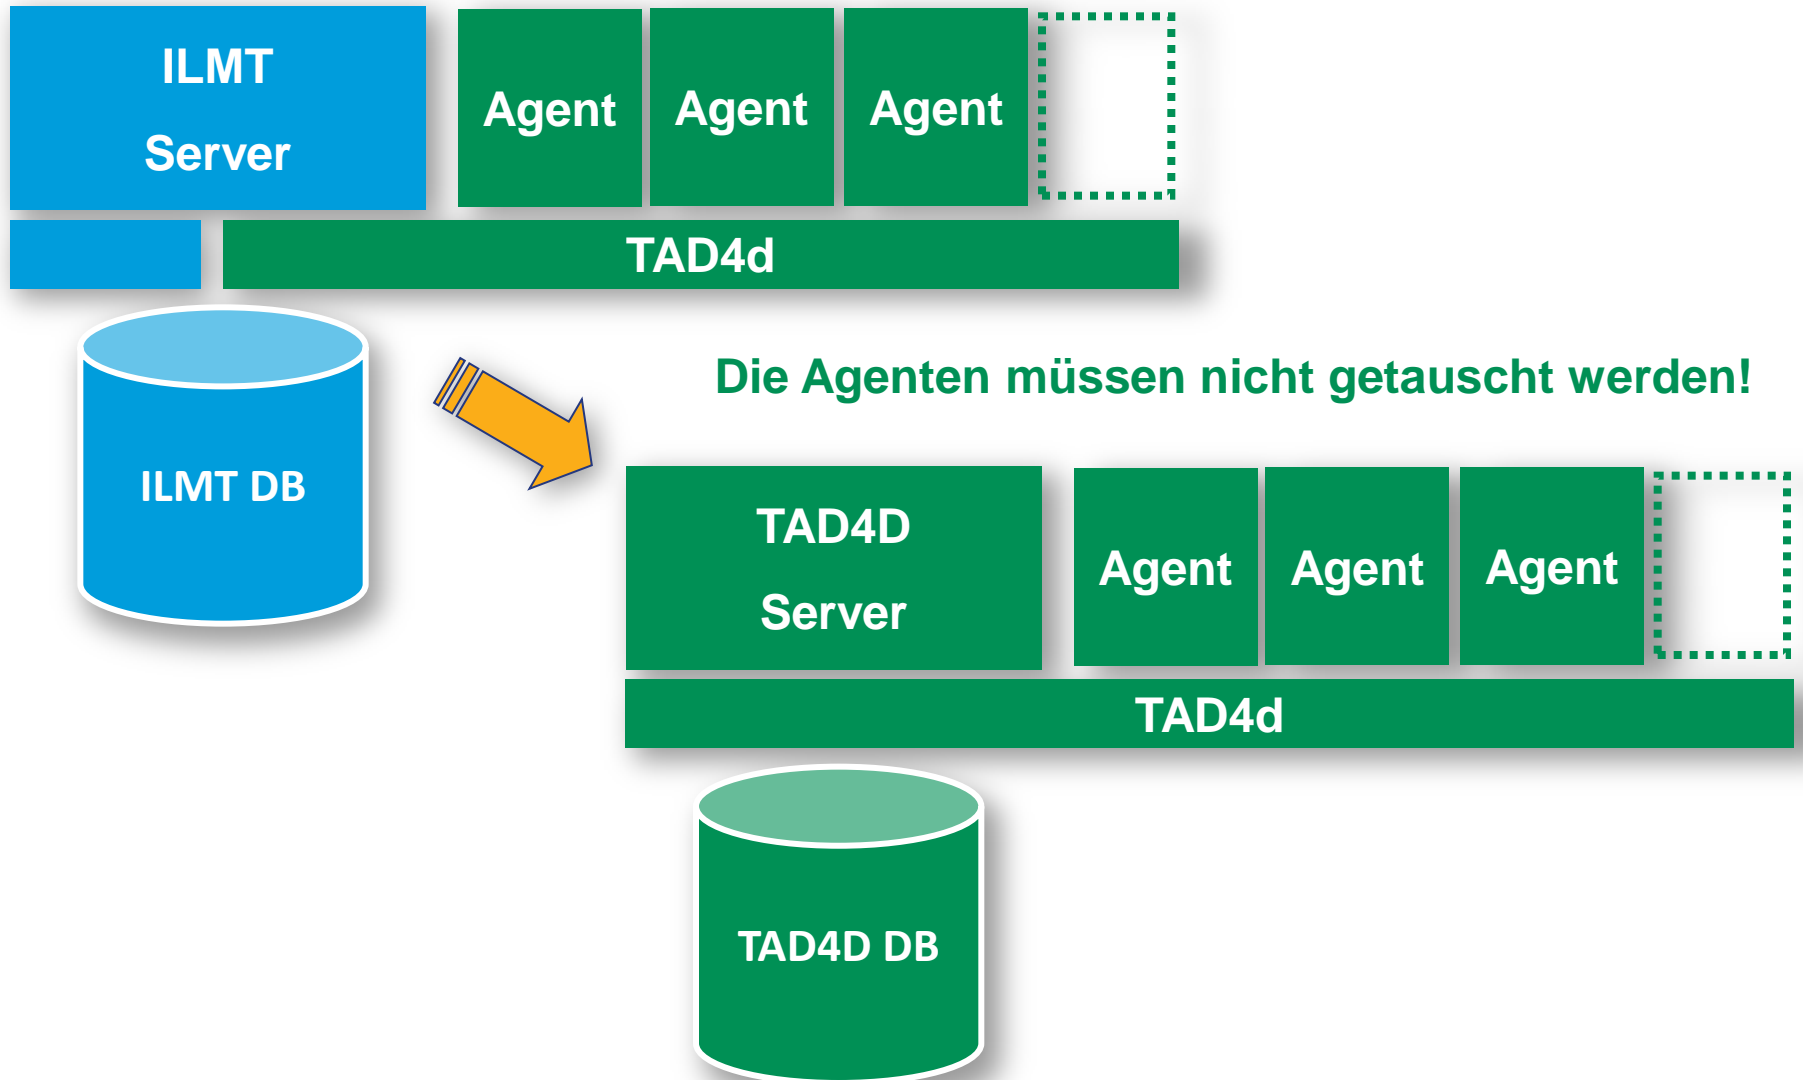 ILMT
Server
Agent
Agent
Agent
TAD4d
ILMT DB
Die Agenten müssen nicht getauscht werden!
TAD4D
Server
Agent
Agent
Agent
TAD4d
TAD4D DB